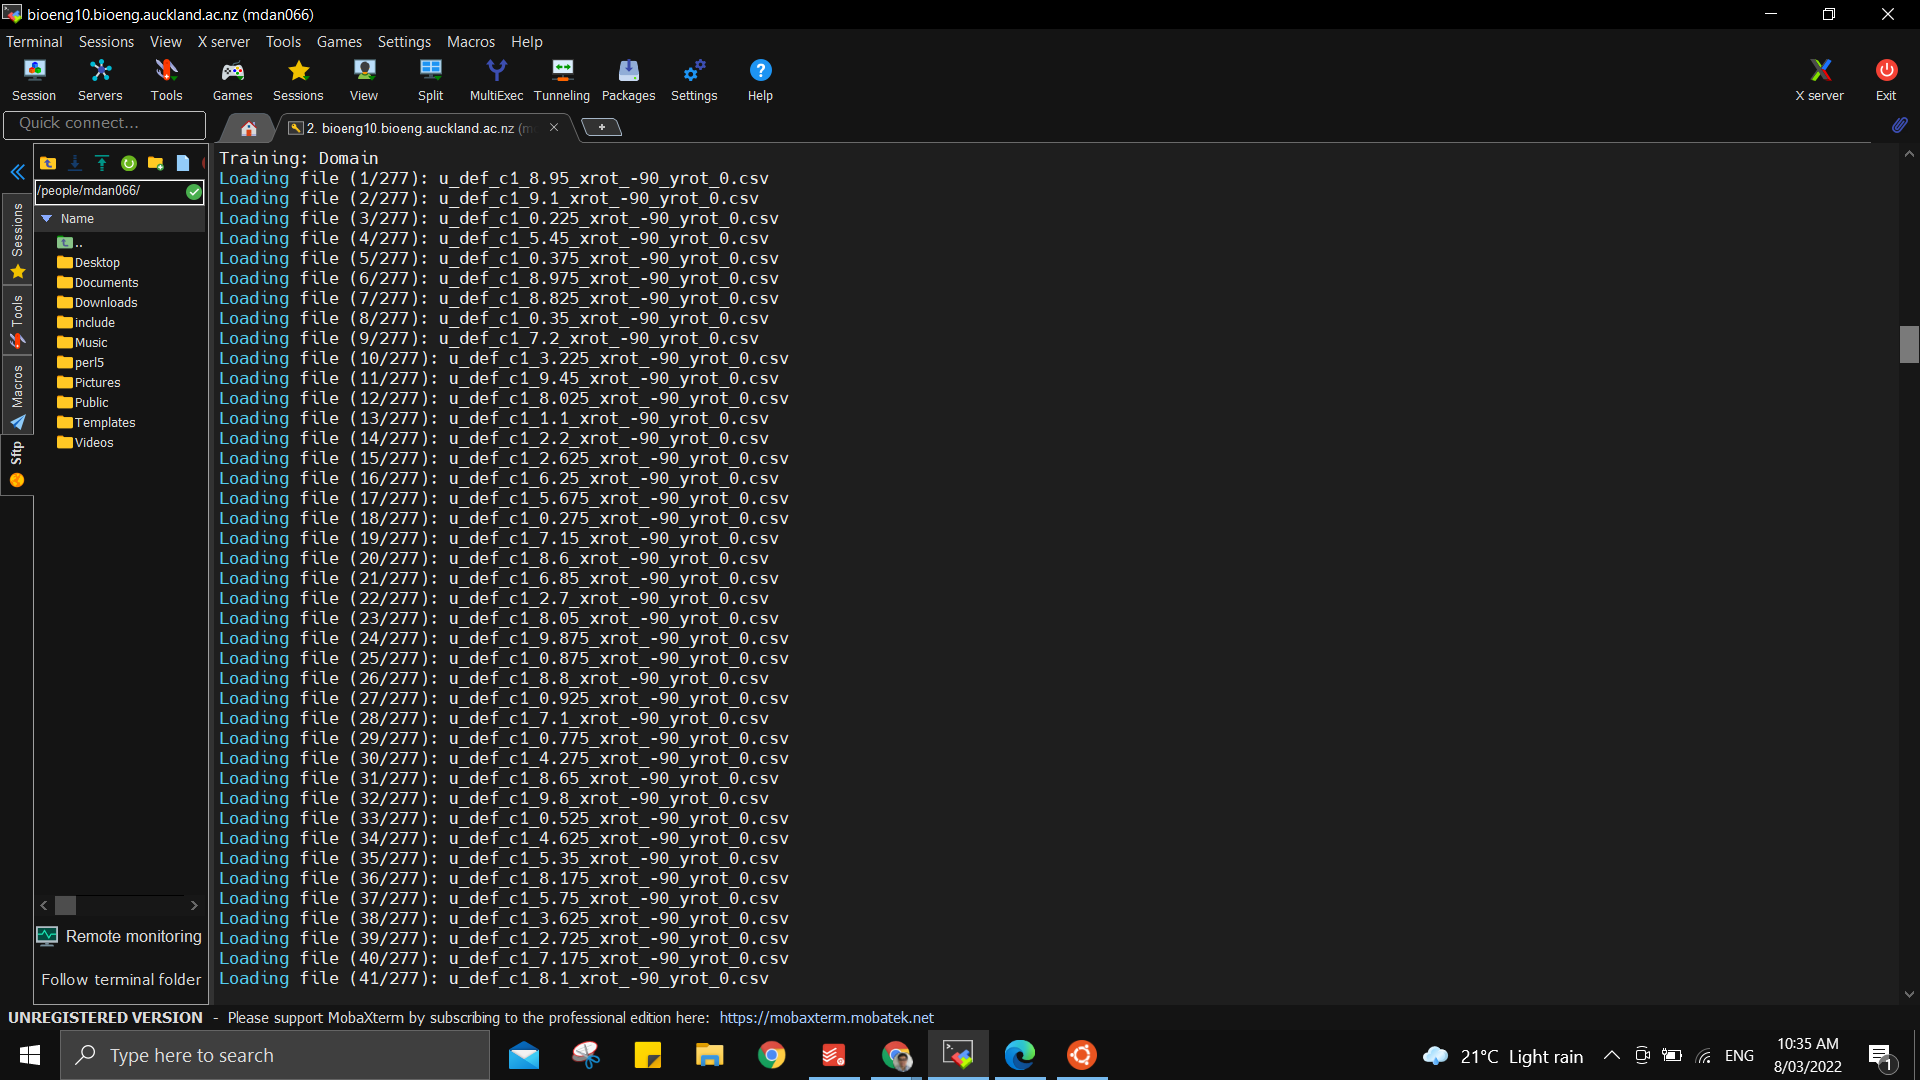 bioeng10.bioeng.auckland.ac.nz (mdan066)
Terminal Sessions View X server Tools Games Settings Macros Help
Session Servers Tools Games Sessions View Split MultiExec Tunneling Packages Settings Help X server Exit
Quick connect...
2. bioeng10.bioeng.auckland.ac.nz (m
/people/mdan066/
Name
..
Desktop
Documents
Downloads
include
Music
perl5
Pictures
Public
Templates
Videos
Sessions
Tools
Macros
Sftp
Remote monitoring
Follow terminal folder
Training: Domain
Loading file (1/277): u_def_c1_8.95_xrot_-90_yrot_0.csv
Loading file (2/277): u_def_c1_9.1_xrot_-90_yrot_0.csv
Loading file (3/277): u_def_c1_0.225_xrot_-90_yrot_0.csv
Loading file (4/277): u_def_c1_5.45_xrot_-90_yrot_0.csv
Loading file (5/277): u_def_c1_0.375_xrot_-90_yrot_0.csv
Loading file (6/277): u_def_c1_8.975_xrot_-90_yrot_0.csv
Loading file (7/277): u_def_c1_8.825_xrot_-90_yrot_0.csv
Loading file (8/277): u_def_c1_0.35_xrot_-90_yrot_0.csv
Loading file (9/277): u_def_c1_7.2_xrot_-90_yrot_0.csv
Loading file (10/277): u_def_c1_3.225_xrot_-90_yrot_0.csv
Loading file (11/277): u_def_c1_9.45_xrot_-90_yrot_0.csv
Loading file (12/277): u_def_c1_8.025_xrot_-90_yrot_0.csv
Loading file (13/277): u_def_c1_1.1_xrot_-90_yrot_0.csv
Loading file (14/277): u_def_c1_2.2_xrot_-90_yrot_0.csv
Loading file (15/277): u_def_c1_2.625_xrot_-90_yrot_0.csv
Loading file (16/277): u_def_c1_6.25_xrot_-90_yrot_0.csv
Loading file (17/277): u_def_c1_5.675_xrot_-90_yrot_0.csv
Loading file (18/277): u_def_c1_0.275_xrot_-90_yrot_0.csv
Loading file (19/277): u_def_c1_7.15_xrot_-90_yrot_0.csv
Loading file (20/277): u_def_c1_8.6_xrot_-90_yrot_0.csv
Loading file (21/277): u_def_c1_6.85_xrot_-90_yrot_0.csv
Loading file (22/277): u_def_c1_2.7_xrot_-90_yrot_0.csv
Loading file (23/277): u_def_c1_8.05_xrot_-90_yrot_0.csv
Loading file (24/277): u_def_c1_9.875_xrot_-90_yrot_0.csv
Loading file (25/277): u_def_c1_0.875_xrot_-90_yrot_0.csv
Loading file (26/277): u_def_c1_8.8_xrot_-90_yrot_0.csv
Loading file (27/277): u_def_c1_0.925_xrot_-90_yrot_0.csv
Loading file (28/277): u_def_c1_7.1_xrot_-90_yrot_0.csv
Loading file (29/277): u_def_c1_0.775_xrot_-90_yrot_0.csv
Loading file (30/277): u_def_c1_4.275_xrot_-90_yrot_0.csv
Loading file (31/277): u_def_c1_8.65_xrot_-90_yrot_0.csv
Loading file (32/277): u_def_c1_9.8_xrot_-90_yrot_0.csv
Loading file (33/277): u_def_c1_0.525_xrot_-90_yrot_0.csv
Loading file (34/277): u_def_c1_4.625_xrot_-90_yrot_0.csv
Loading file (35/277): u_def_c1_5.35_xrot_-90_yrot_0.csv
Loading file (36/277): u_def_c1_8.175_xrot_-90_yrot_0.csv
Loading file (37/277): u_def_c1_5.75_xrot_-90_yrot_0.csv
Loading file (38/277): u_def_c1_3.625_xrot_-90_yrot_0.csv
Loading file (39/277): u_def_c1_2.725_xrot_-90_yrot_0.csv
Loading file (40/277): u_def_c1_7.175_xrot_-90_yrot_0.csv
Loading file (41/277): u_def_c1_8.1_xrot_-90_yrot_0.csv
UNREGISTERED VERSION - Please support MobaXterm by subscribing to the professional edition here: https://mobaxterm.mobatek.net
Type here to search
21°C Light rain
ENG
10:35 AM
8/03/2022
1